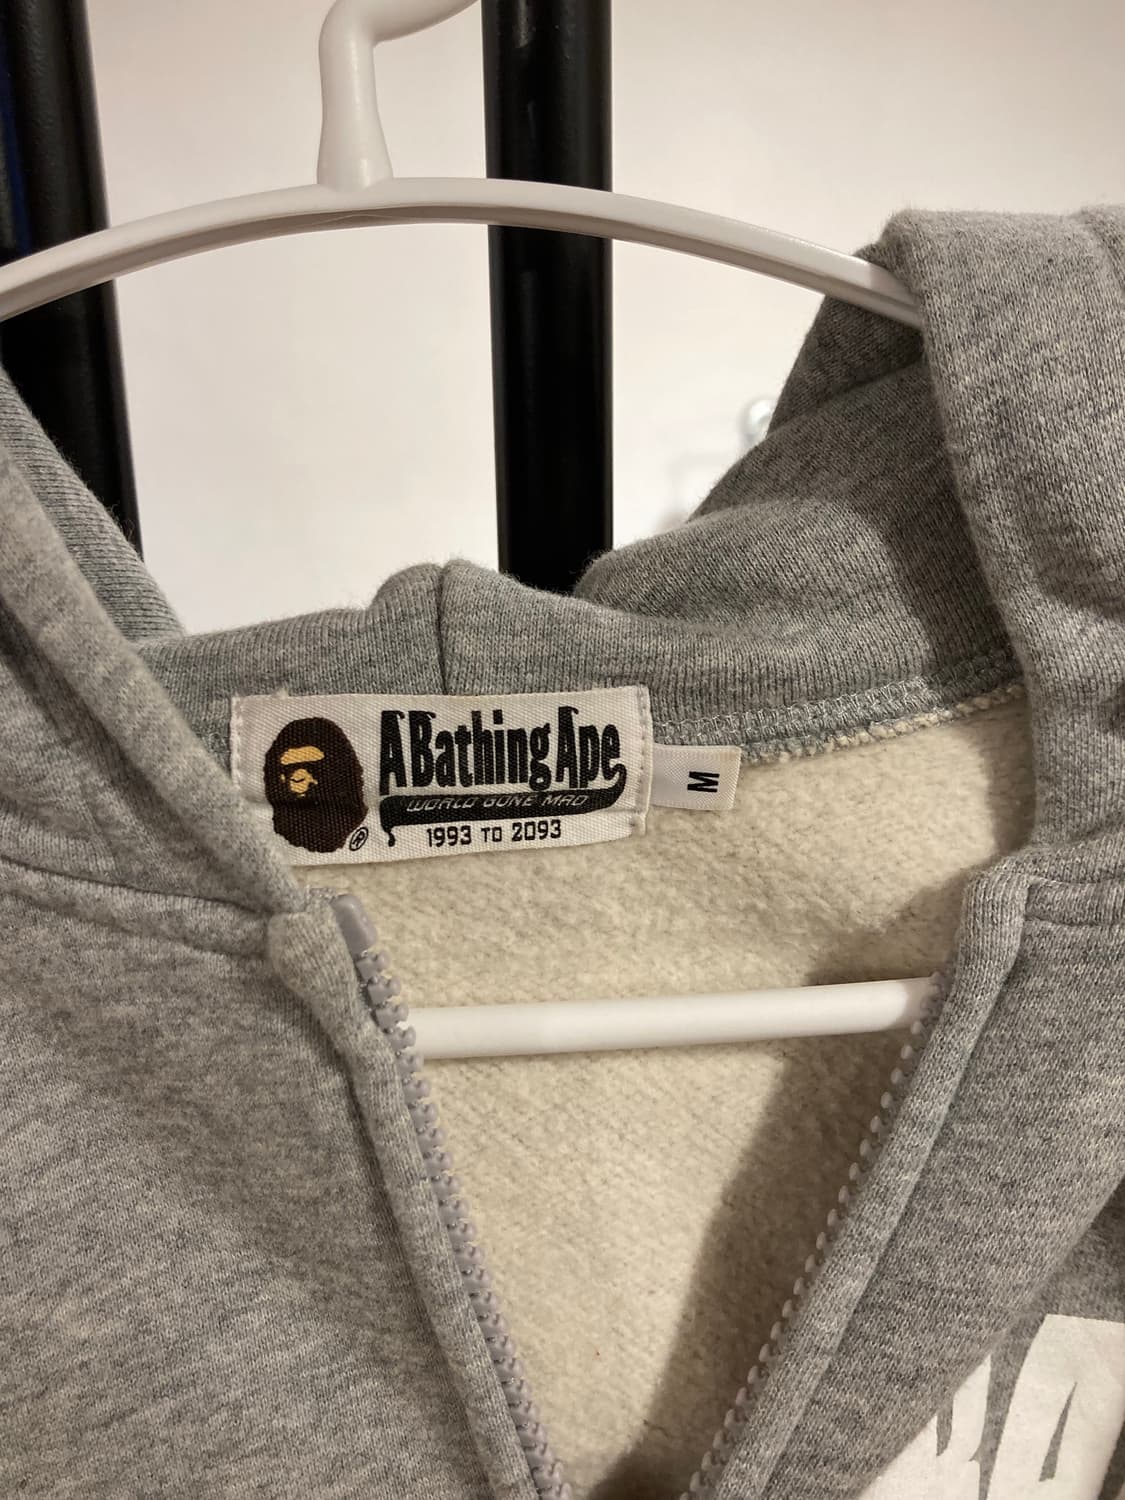 A Bathing Ape
WORLD GONE MAD
1993 TO 2093
®
M